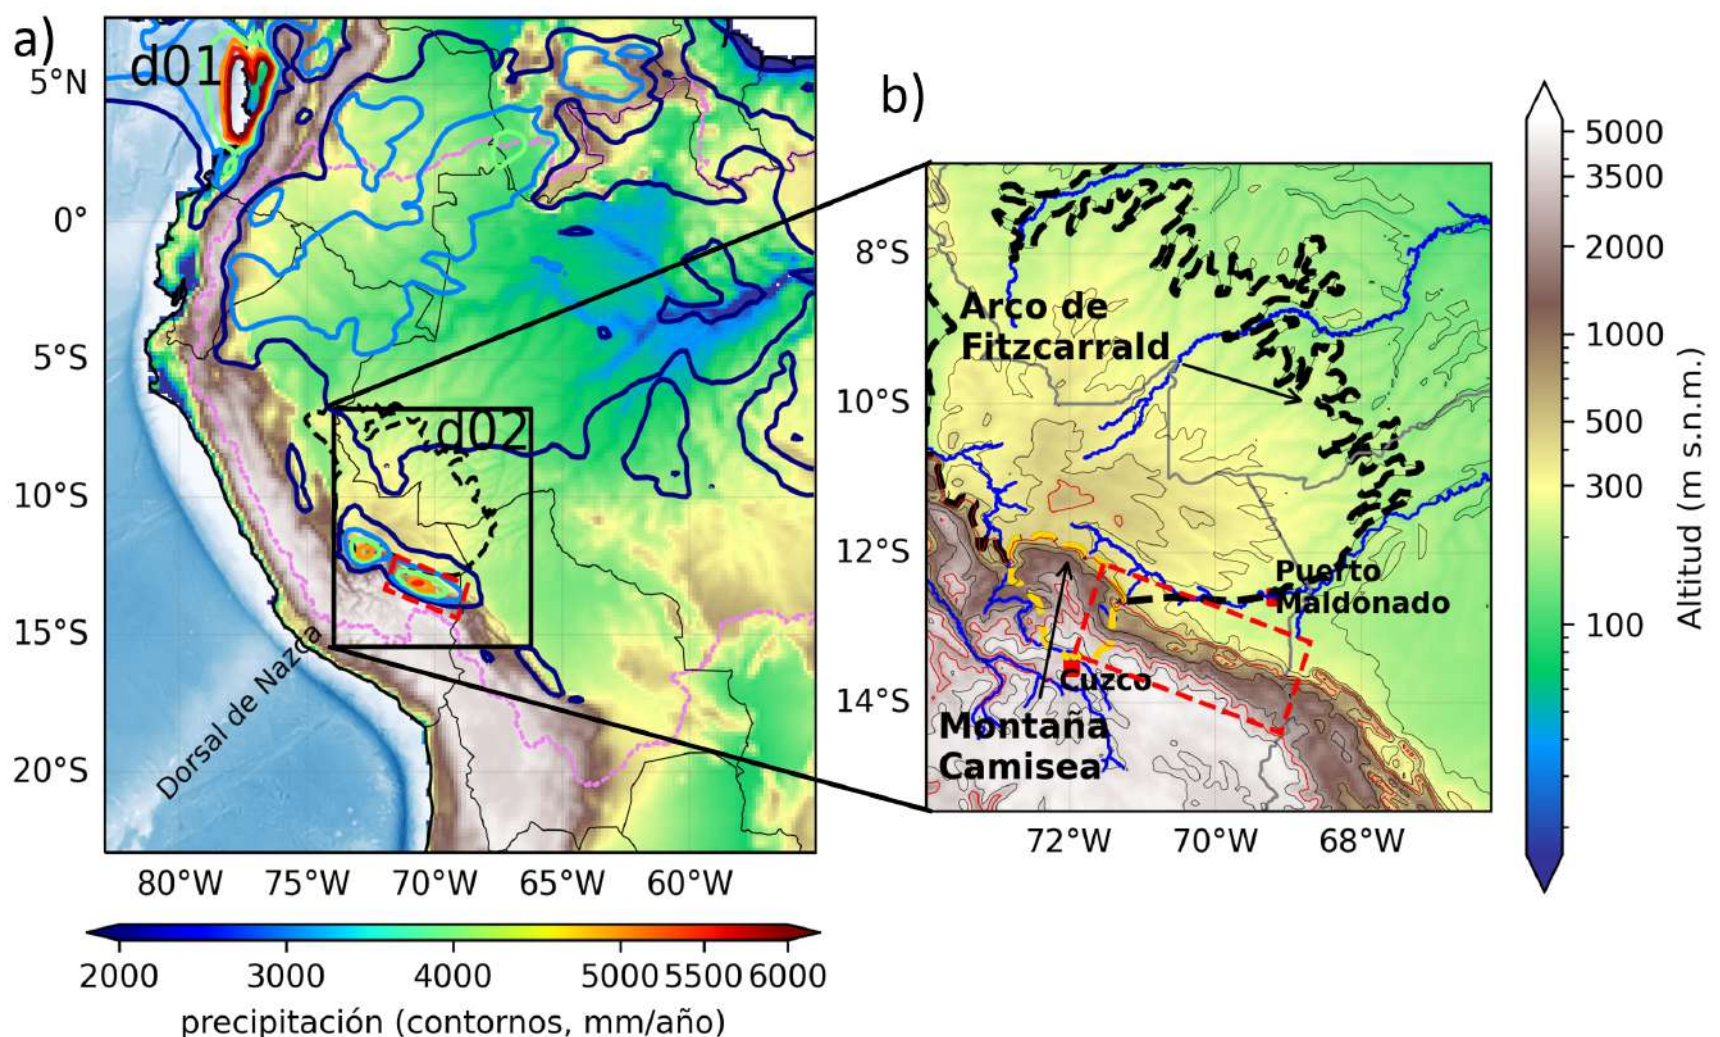 a)
d01
5°N
0°
5°S
10°S
15°S
20°S
d02
Dorsal de Nazca
80°W 75°W 70°W 65°W 60°W
2000 3000 4000 5000 5500 6000
precipitación (contornos, mm/año)
b)
8°S
10°S
12°S
14°S
Arco de
Fitzcarrald
Puerto
Maldonado
Cuzco
Montaña
Camisea
72°W 70°W 68°W
5000
3500
2000
1000
500
300
100
Altitud (m s.n.m.)